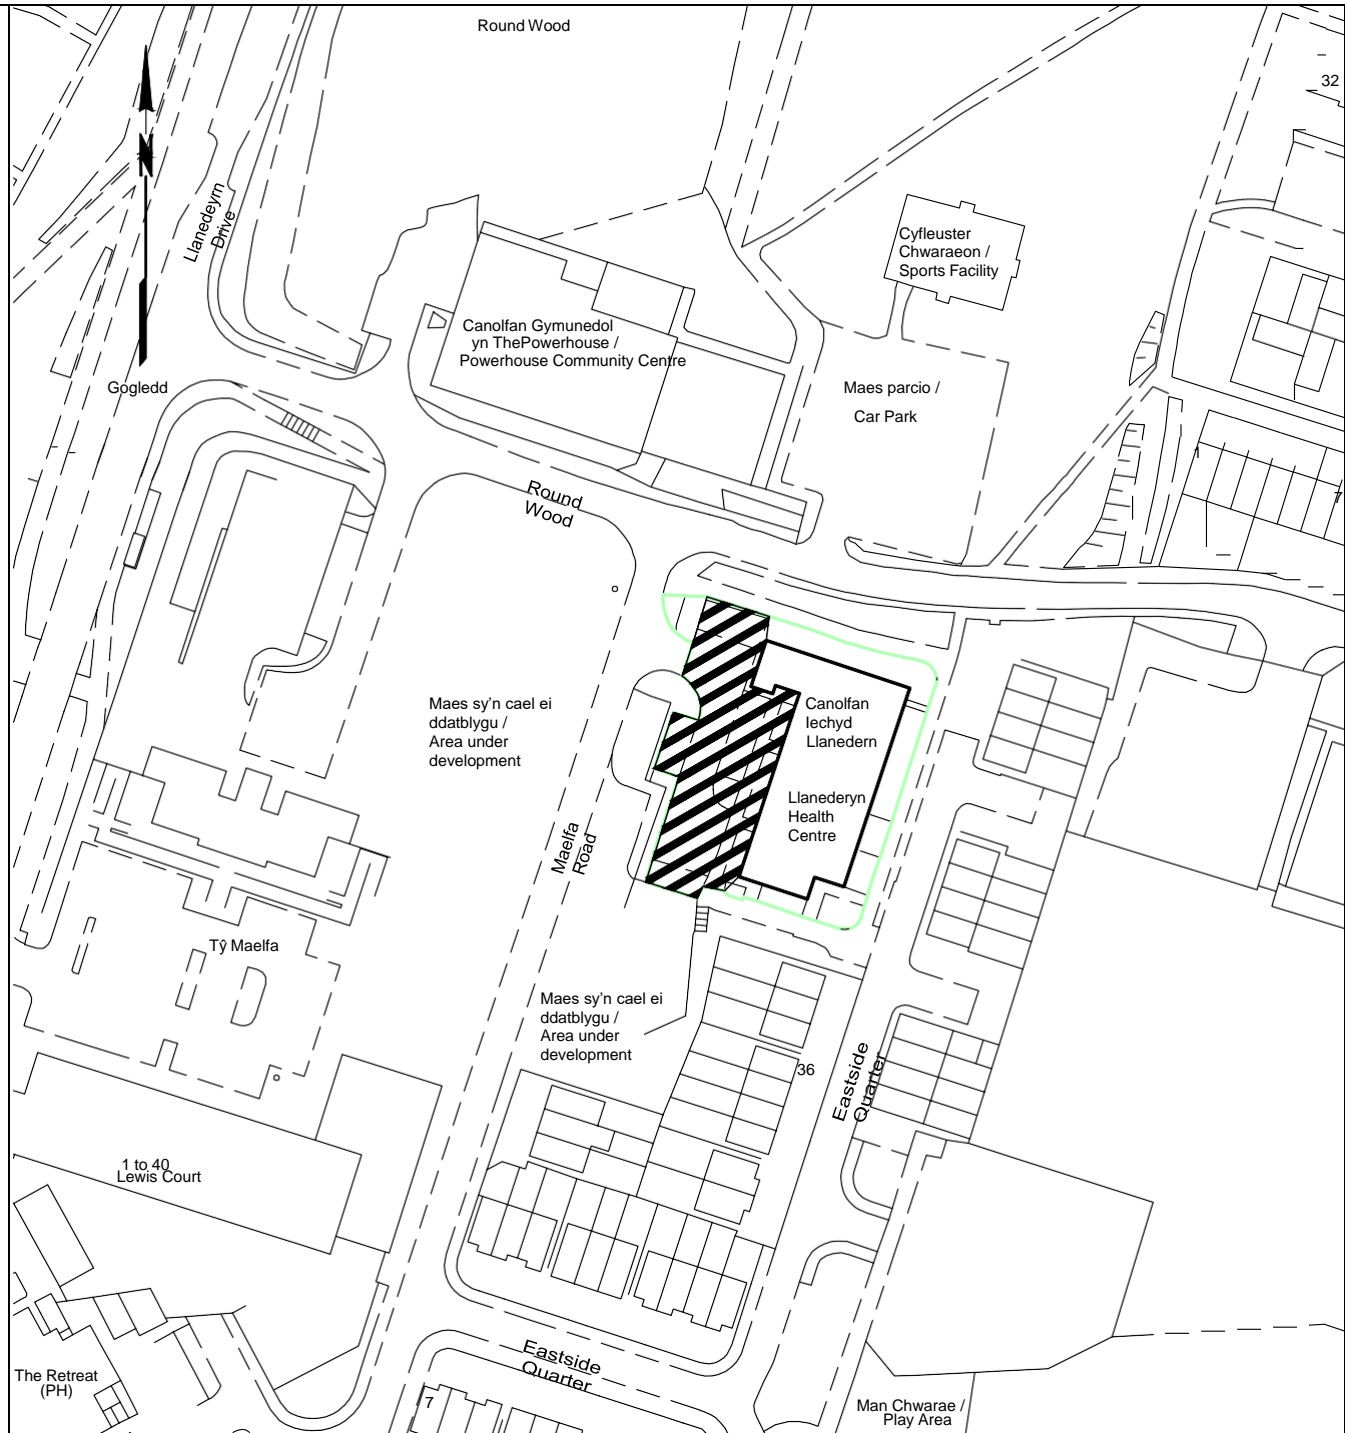 Round Wood
32
N
Llanedeyrn
Drive
Cyfleuster
Chwaraeon /
Sports Facility
Canolfan Gymunedol
yn ThePowerhouse /
Powerhouse Community Centre
Gogledd
Maes parcio /
Car Park
1
7
Round
Wood
Maes sy'n cael ei
ddatblygu /
Area under
development
Canolfan
Iechyd
Llanedern
Llanederyn
Health
Centre
Maelfa
Road
Tŷ Maelfa
Maes sy'n cael ei
ddatblygu /
Area under
development
36
Eastside
Quarter
1 to 40
Lewis Court
Eastside
Quarter
The Retreat
(PH)
7
Man Chwarae /
Play Area